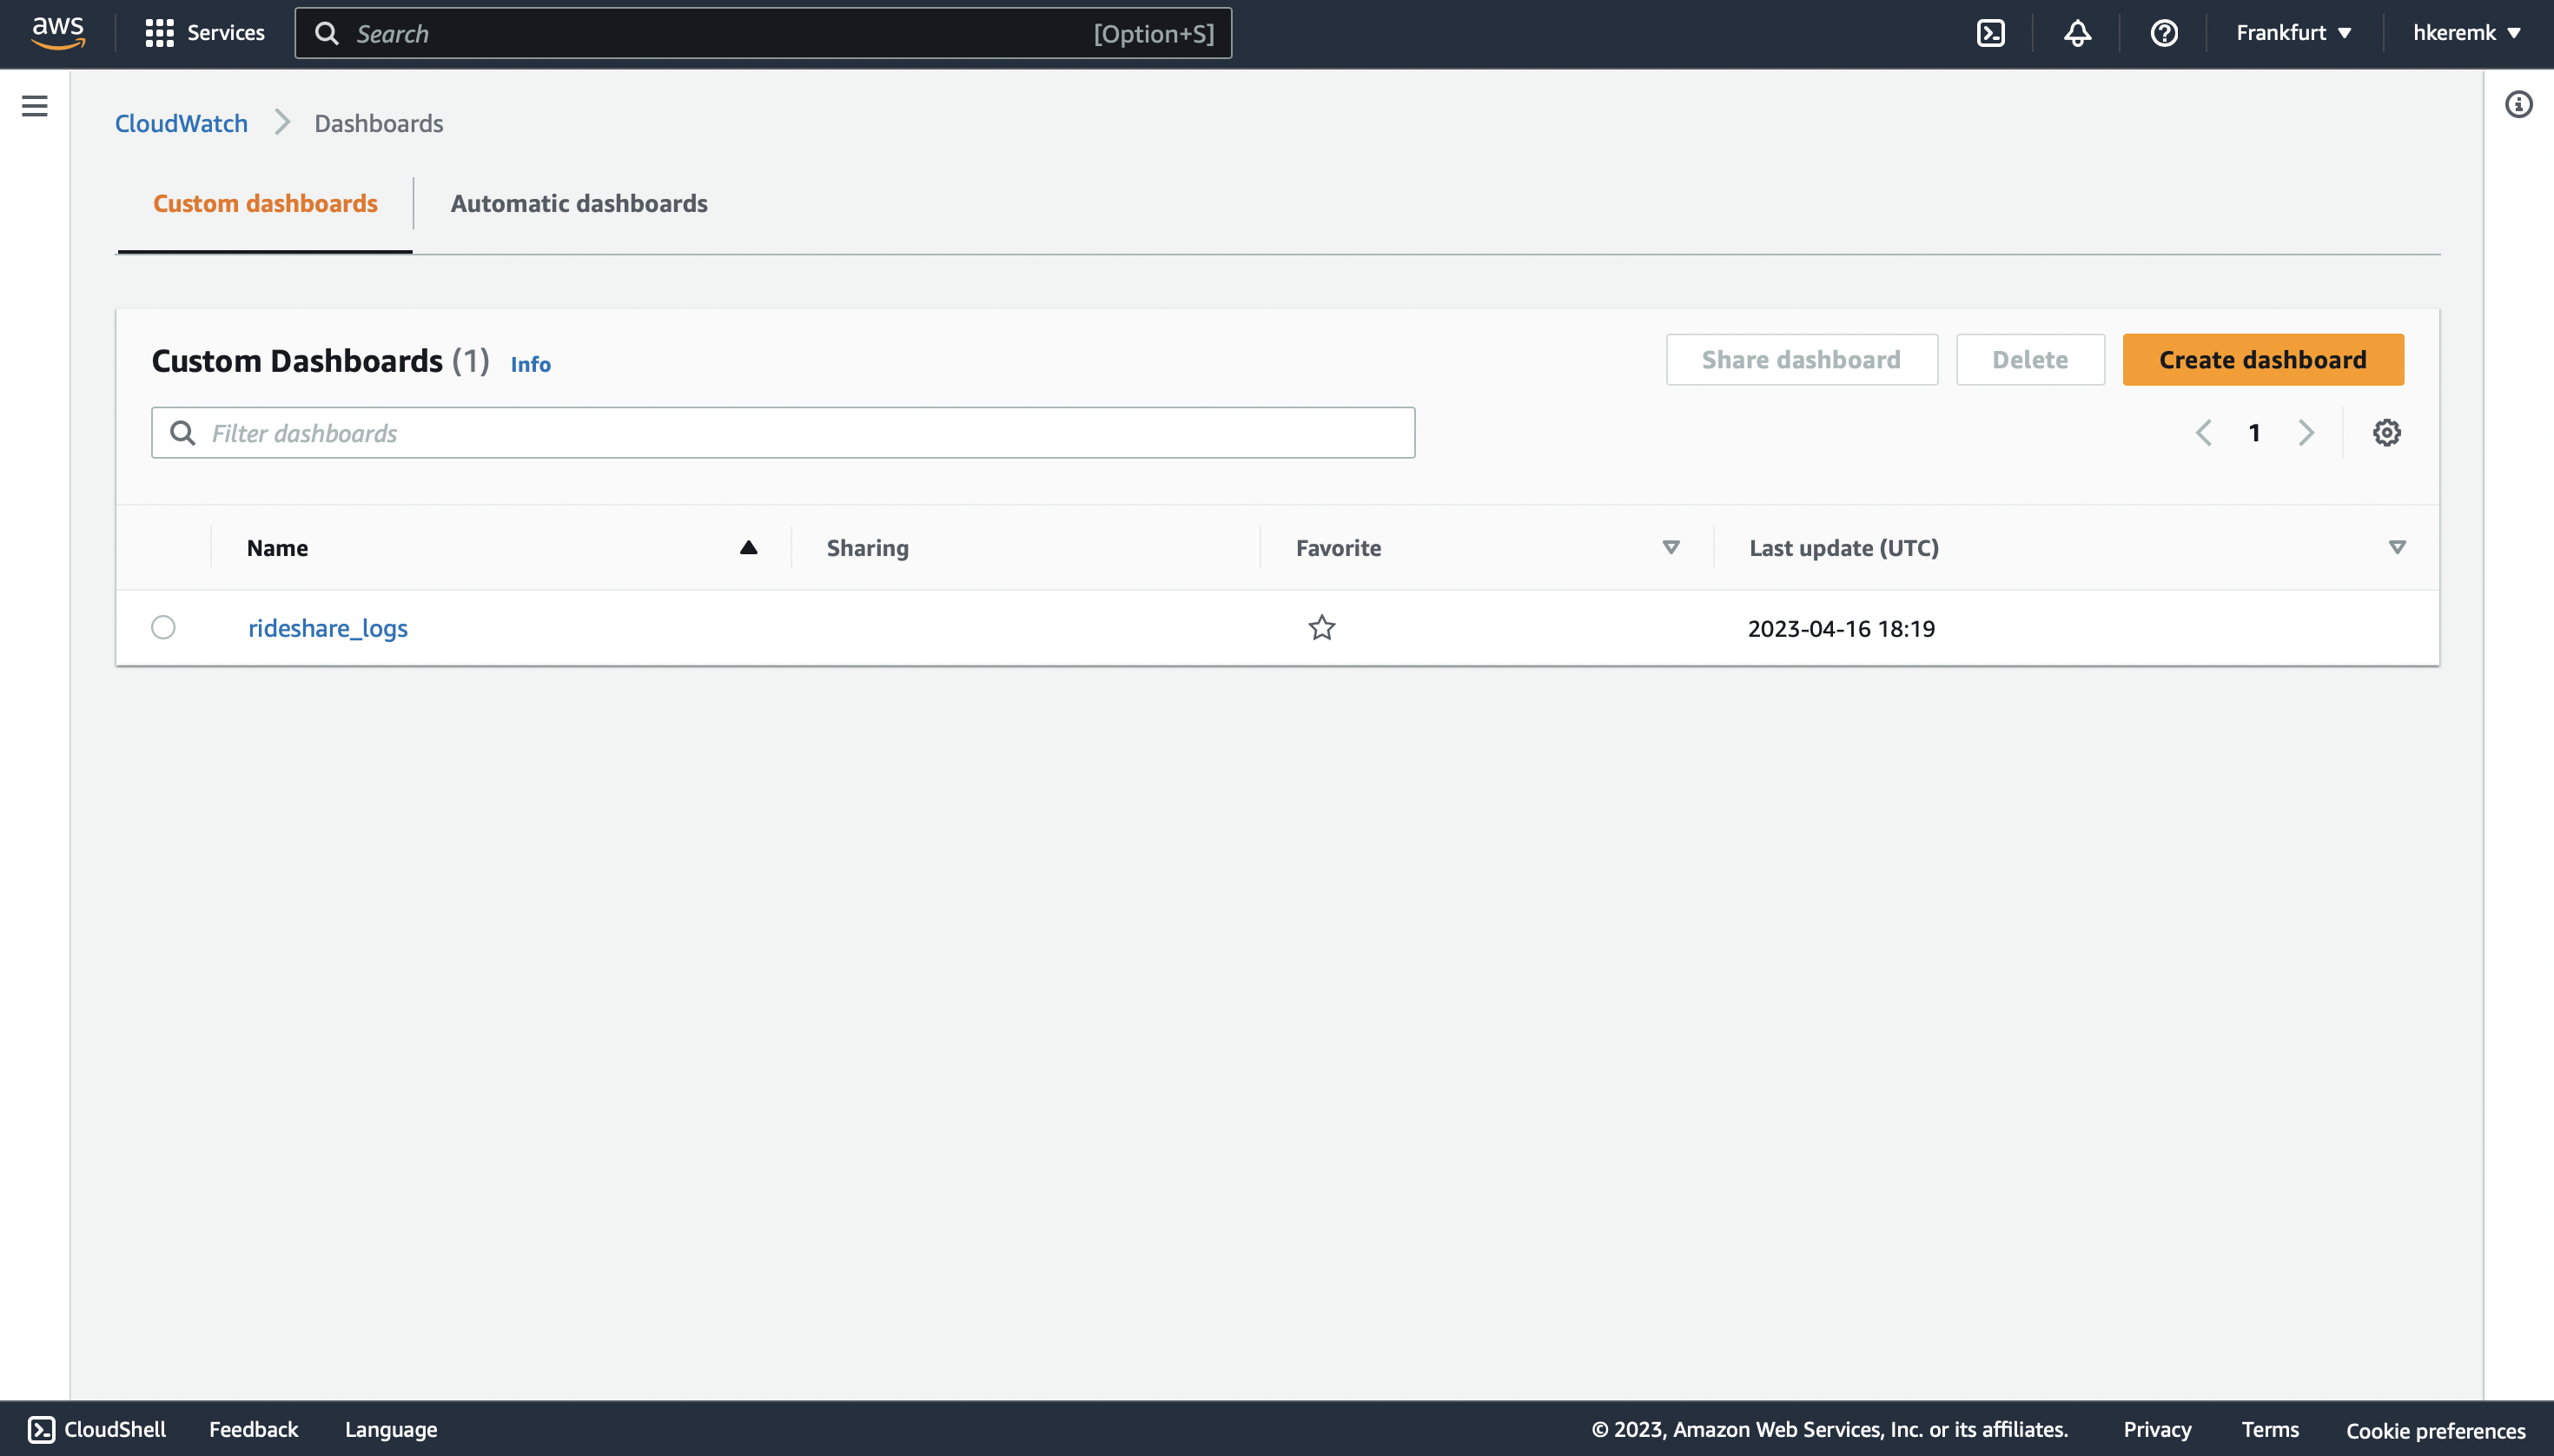 aws Services Search [Option+S] Frankfurt hkeremk
CloudWatch Dashboards
Custom dashboards Automatic dashboards
Custom Dashboards (1) Info Share dashboard Delete Create dashboard
Filter dashboards 1
Name Sharing Favorite Last update (UTC)
rideshare_logs 2023-04-16 18:19
CloudShell Feedback Language © 2023, Amazon Web Services, Inc. or its affiliates. Privacy Terms Cookie preferences